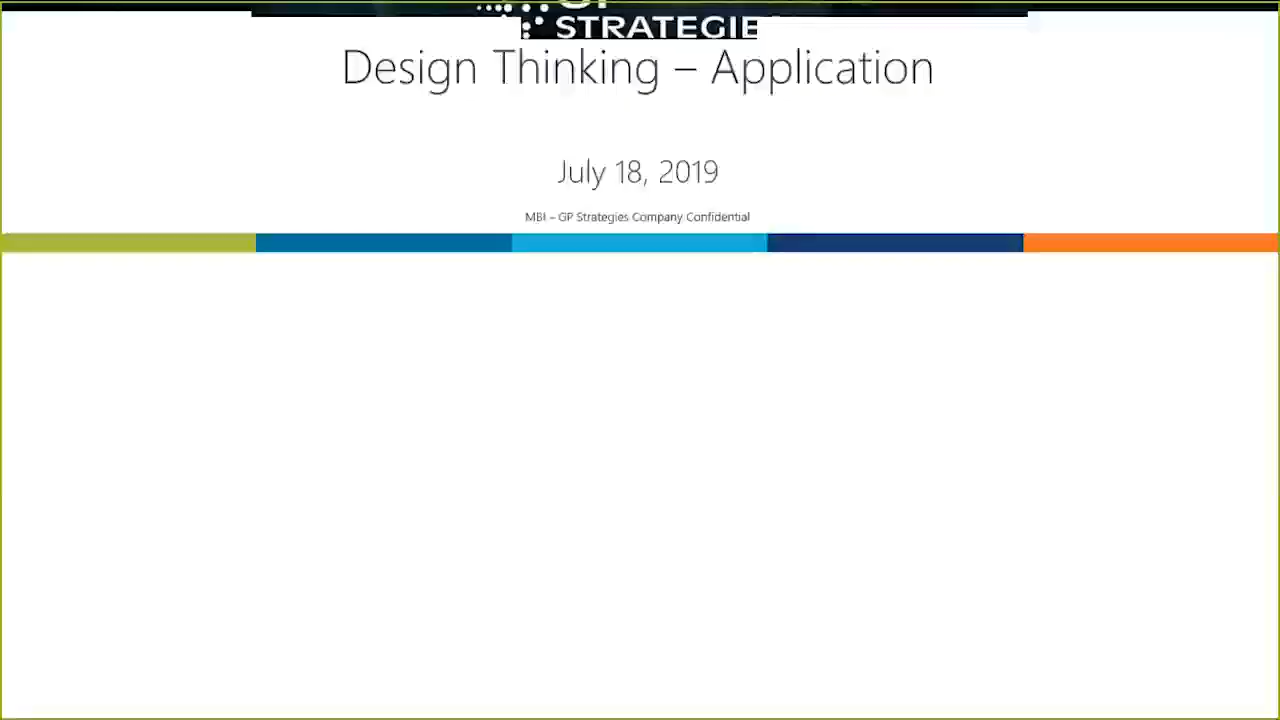 STRATEGIE
Design Thinking – Application
July 18, 2019
MBI – GP Strategies Company Confidential